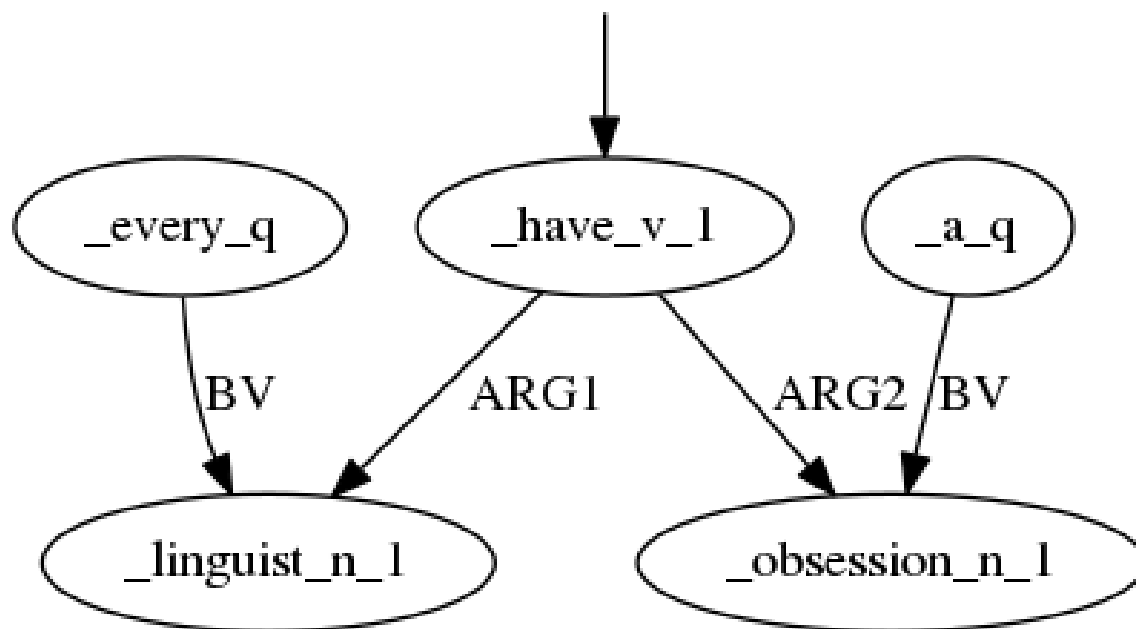 _every_q _have_v_1 _a_q
BV ARG1 ARG2 BV
_linguist_n_1 _obsession_n_1